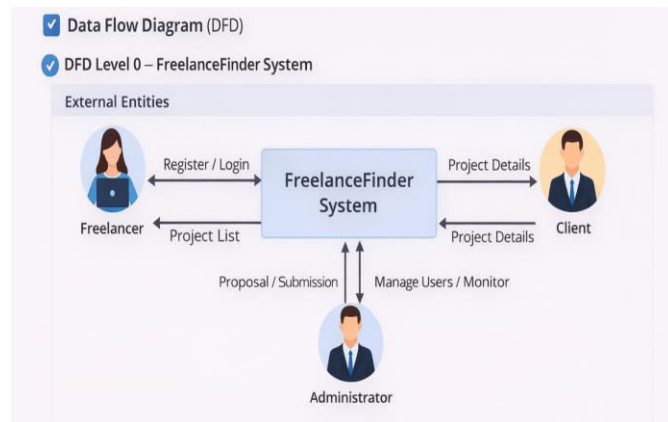 Data Flow Diagram (DFD)
DFD Level 0 – FreelanceFinder System
External Entities
Register / Login
FreelanceFinder
System
Project Details
Freelancer
Project List
Project Details
Client
Proposal / Submission
Manage Users / Monitor
Administrator